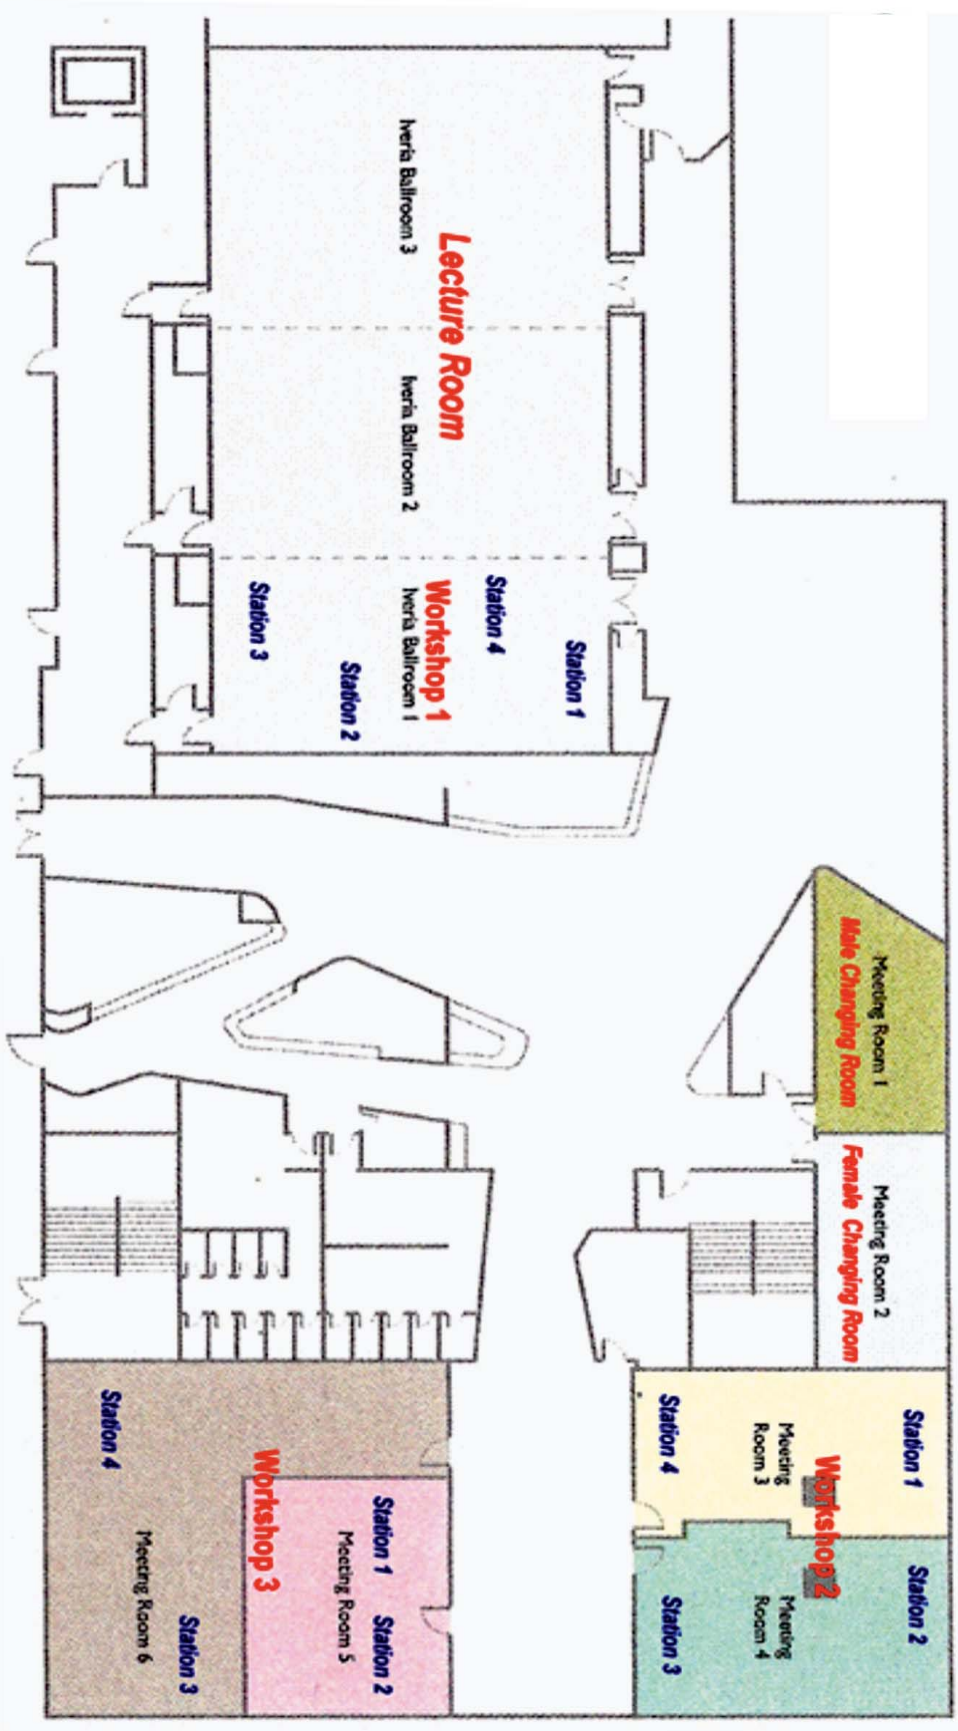 Meeting Room 1
Male Changing Room
Meeting Room 2
Female Changing Room
Station 1
Workshop 2
Meeting
Room 3
Station 4
Station 2
Meeting
Room 4
Station 3
Lecture Room
Iveria Ballroom 3
Iveria Ballroom 2
Station 1
Station 4
Workshop 1
Iveria Ballroom 1
Station 2
Station 3
Station 1
Station 2
Meeting Room 5
Workshop 3
Station 3
Meeting Room 6
Station 4